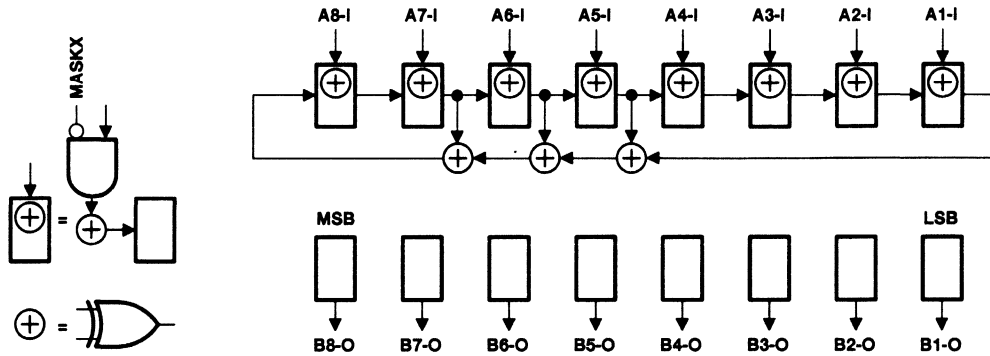 A8-I A7-I A6-I A5-I A4-I A3-I A2-I A1-I
MASKX
=
MSB LSB
=
B8-O B7-O B6-O B5-O B4-O B3-O B2-O B1-O